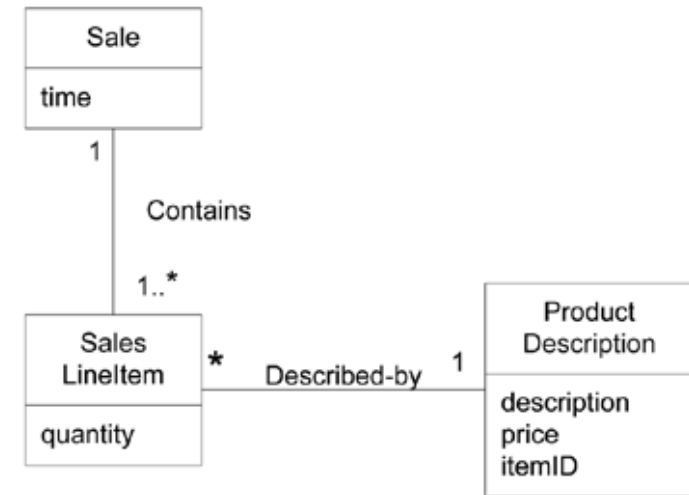 Sale
time
1
Contains
1..*
Sales
LineItem
quantity
*
Described-by
1
Product
Description
description
price
itemID